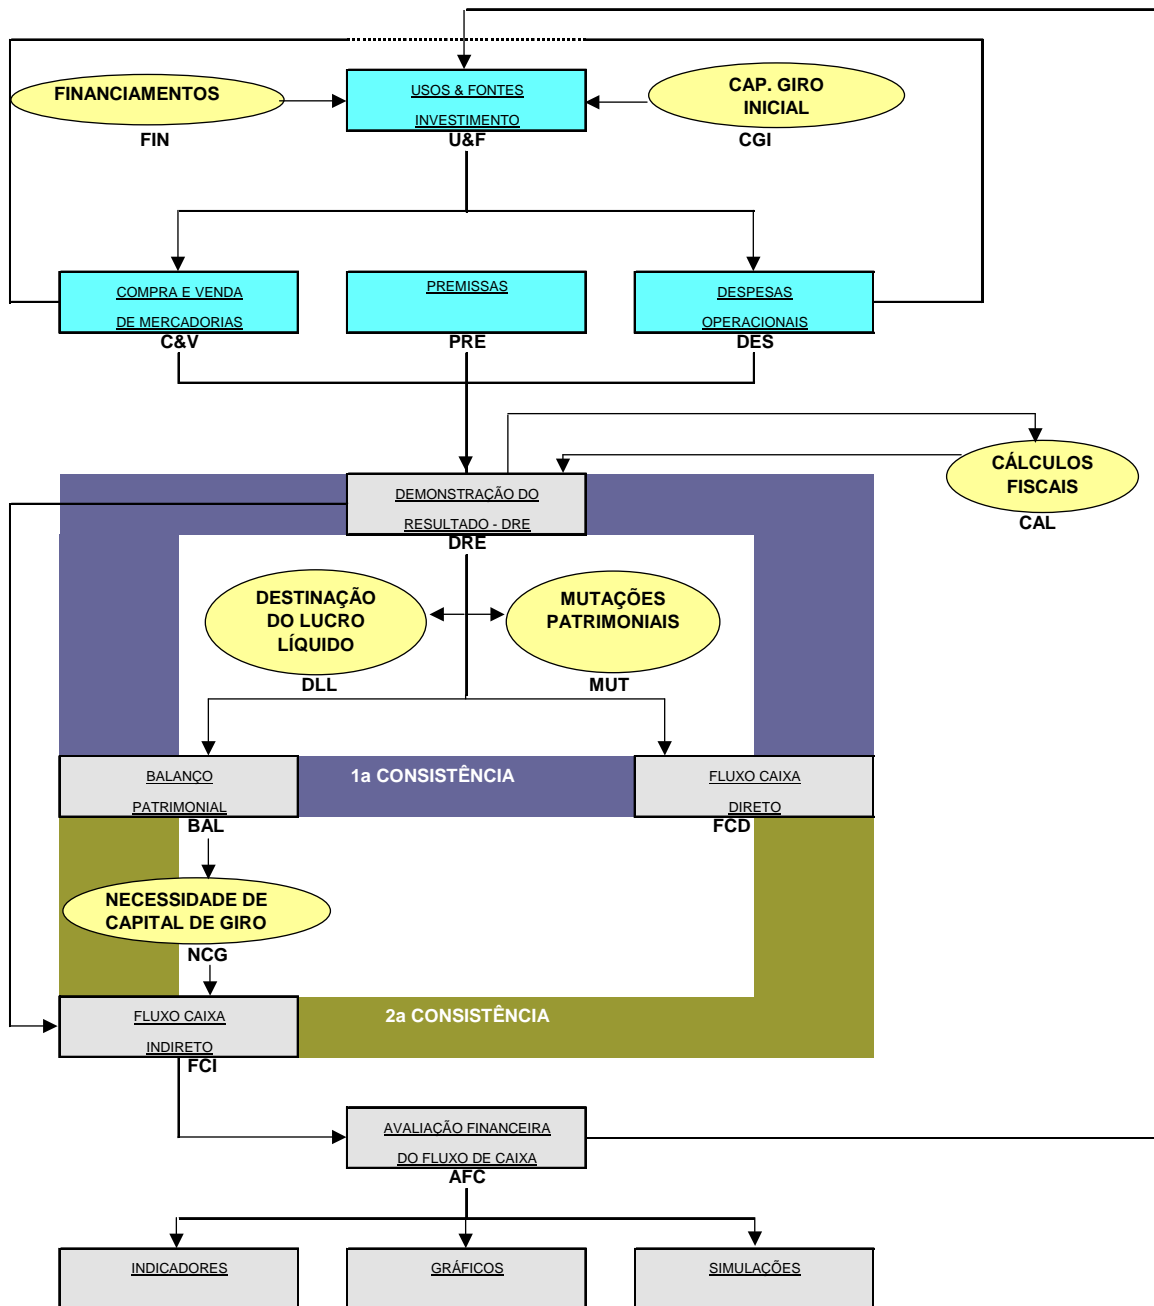 FINANCIAMENTOS
FIN
USOS & FONTES
INVESTIMENTO
U&F
CAP. GIRO
INICIAL
CGI
COMPRA E VENDA
DE MERCADORIAS
C&V
PREMISSAS
PRE
DESPESAS
OPERACIONAIS
DES
DEMONSTRAÇÃO DO
RESULTADO - DRE
DRE
CÁLCULOS
FISCAIS
CAL
DESTINAÇÃO
DO LUCRO
LÍQUIDO
DLL
MUTAÇÕES
PATRIMONIAIS
MUT
BALANÇO
PATRIMONIAL
BAL
1a CONSISTÊNCIA
FLUXO CAIXA
DIRETO
FCD
NECESSIDADE DE
CAPITAL DE GIRO
NCG
FLUXO CAIXA
INDIRETO
FCI
2a CONSISTÊNCIA
AVALIAÇÃO FINANCEIRA
DO FLUXO DE CAIXA
AFC
INDICADORES
GRÁFICOS
SIMULAÇÕES